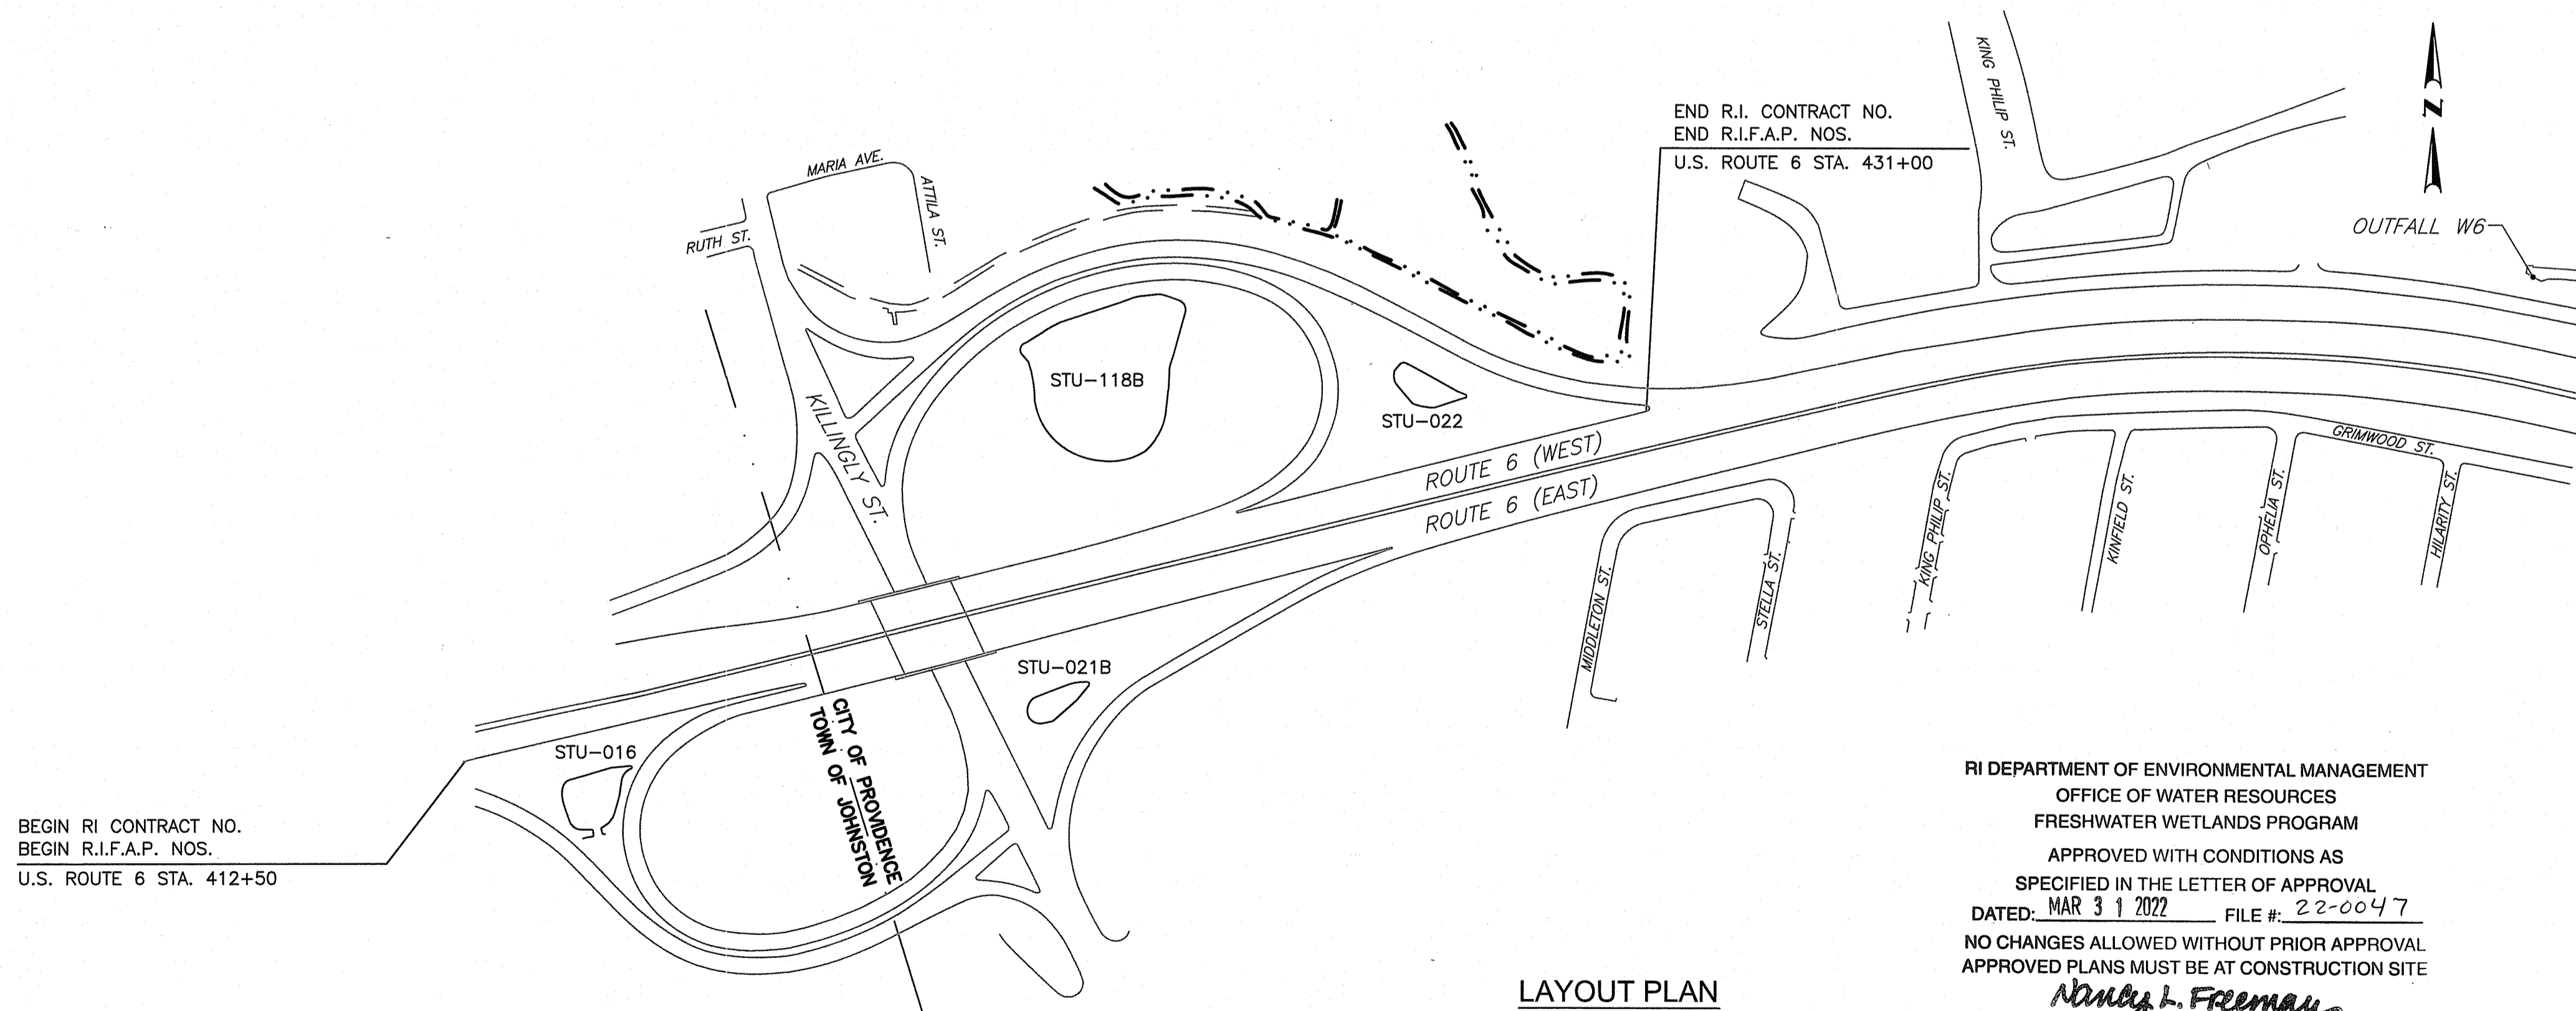 KING PHILIP ST.
END R.I. CONTRACT NO.
END R.I.F.A.P. NOS.
U.S. ROUTE 6 STA. 431+00
N
MARIA AVE.
ATTILA ST.
RUTH ST.
OUTFALL W6
STU-118B
KILLINGLY ST.
STU-022
ROUTE 6 (WEST)
ROUTE 6 (EAST)
GRIMWOOD ST.
MIDDLETON ST.
STELLA ST.
KING PHILIP ST.
KINFIELD ST.
OPHELIA ST.
HILARITY ST.
STU-021B
CITY OF PROVIDENCE
TOWN OF JOHNSTON
STU-016
BEGIN RI CONTRACT NO.
BEGIN R.I.F.A.P. NOS.
U.S. ROUTE 6 STA. 412+50
RI DEPARTMENT OF ENVIRONMENTAL MANAGEMENT
OFFICE OF WATER RESOURCES
FRESHWATER WETLANDS PROGRAM
APPROVED WITH CONDITIONS AS
SPECIFIED IN THE LETTER OF APPROVAL
DATED: MAR 31 2022 FILE #: 22-0047
NO CHANGES ALLOWED WITHOUT PRIOR APPROVAL
APPROVED PLANS MUST BE AT CONSTRUCTION SITE
Nancy L. Freeman
LAYOUT PLAN